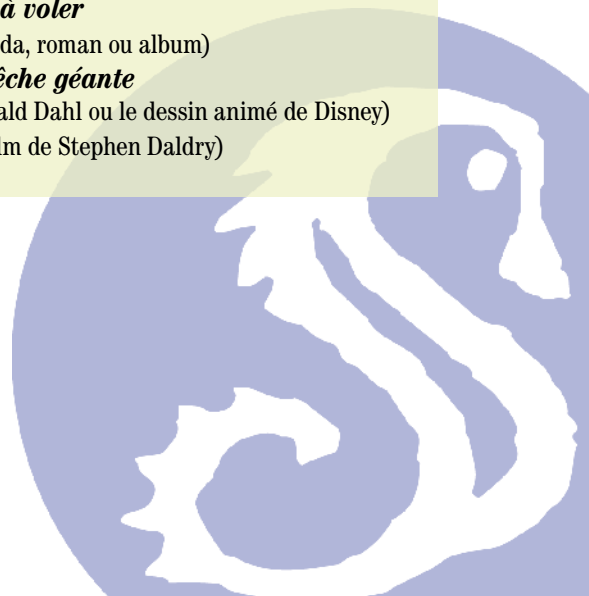 à voler
da, roman ou album)
êche géante
ald Dahl ou le dessin animé de Disney)
lm de Stephen Daldry)